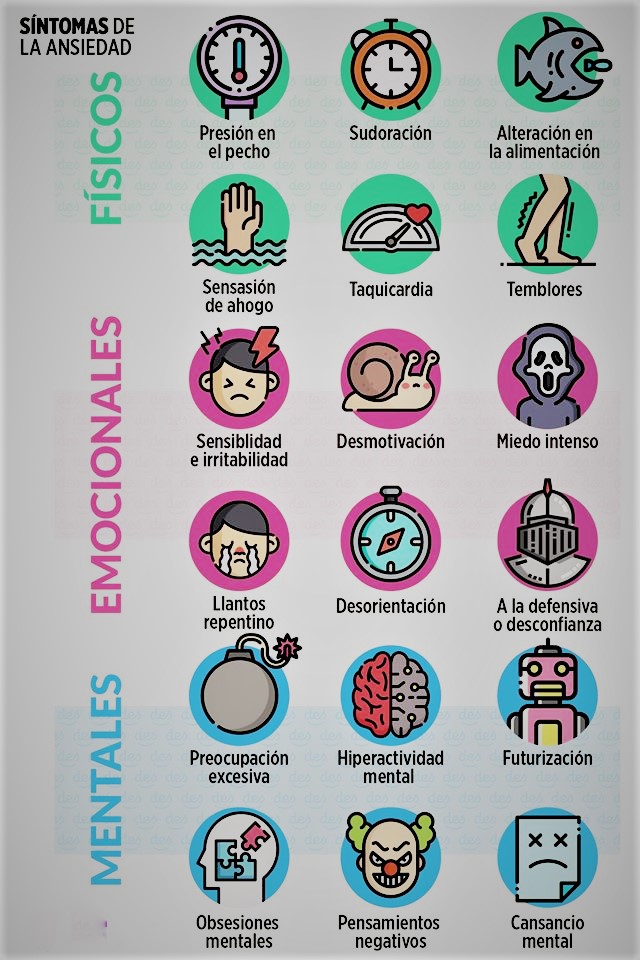 SÍNTOMAS DE
LA ANSIEDAD
FÍSICOS
Presión en
el pecho
Sudoración
Alteración en
la alimentación
Sensasión
de ahogo
Taquicardia
Temblores
EMOCIONALES
Sensiblidad
e irritabilidad
Desmotivación
Miedo intenso
Llantos
repentino
Desorientación
A la defensiva
o desconfianza
MENTALES
Preocupación
excesiva
Hiperactividad
mental
Futurización
Obsesiones
mentales
Pensamientos
negativos
Cansancio
mental